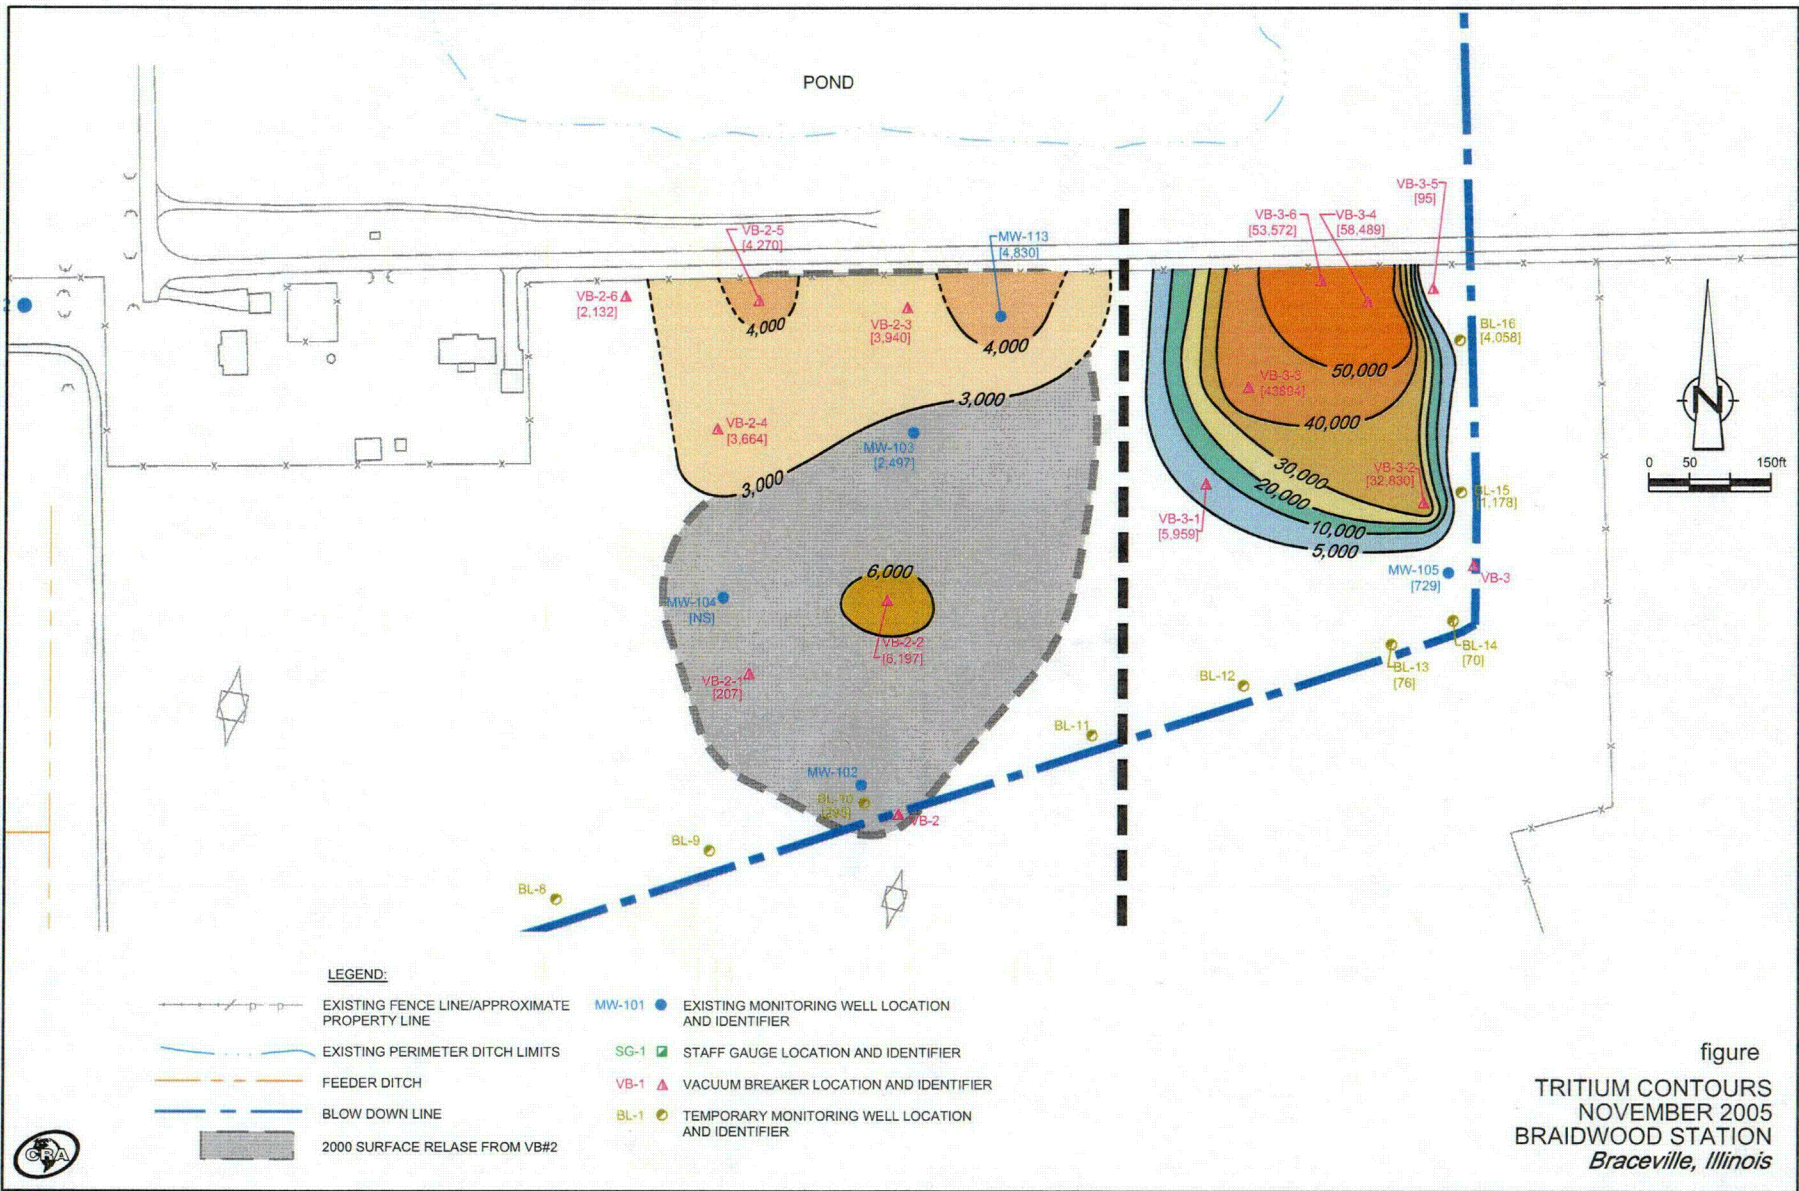 POND
VB-3-5
[95]
VB-3-6
[53,572]
VB-3-4
[58,489]
VB-2-5
[4,270]
MW-113
[4,830]
VB-2-6
[2,132]
4,000
VB-2-3
[3,940]
4,000
BL-16
[4,058]
50,000
VB-3-3
[43894]
3,000
40,000
VB-2-4
[3,664]
MW-103
[2,497]
N
0 50 150ft
3,000
30,000
VB-3-2
[32,830]
20,000
BL-15
[1,178]
VB-3-1
[5,959]
10,000
5,000
6,000
MW-105
[729]
VB-3
MW-104
[NS]
VB-2-2
[6,197]
BL-14
[70]
BL-13
[76]
VB-2-1
[207]
BL-12
BL-11
MW-102
BL-10
VB-2
BL-9
BL-8
LEGEND:
EXISTING FENCE LINE/APPROXIMATE
PROPERTY LINE
EXISTING PERIMETER DITCH LIMITS
FEEDER DITCH
BLOW DOWN LINE
2000 SURFACE RELASE FROM VB#2
MW-101 EXISTING MONITORING WELL LOCATION
AND IDENTIFIER
SG-1 STAFF GAUGE LOCATION AND IDENTIFIER
VB-1 VACUUM BREAKER LOCATION AND IDENTIFIER
BL-1 TEMPORARY MONITORING WELL LOCATION
AND IDENTIFIER
figure
TRITIUM CONTOURS
NOVEMBER 2005
BRAIDWOOD STATION
Braceville, Illinois
CRA